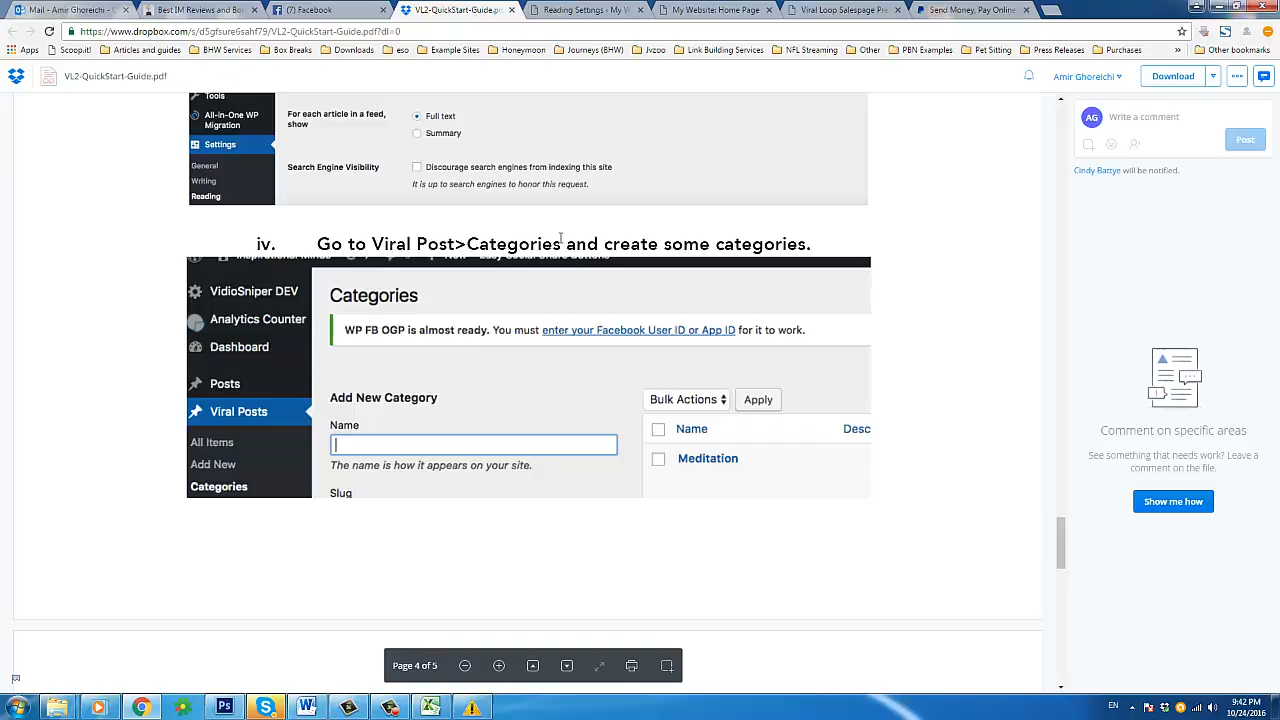 Mail - Amir Ghoreichi - O
Best IM Reviews and Bo
(7) Facebook
VL2-QuickStart-Guide.pd
Reading Settings ‹ My W
My Website: Home Page
Viral Loop Salespage Pre
Send Money, Pay Online
https://www.dropbox.com/s/d5gfsure6sahf79/VL2-QuickStart-Guide.pdf?dl=0
Apps
Scoop.it!
Articles and guides
BHW Services
Box Breaks
Downloads
eso
Example Sites
Honeymoon
Journeys (BHW)
Jvzoo
Link Building Services
NFL Streaming
Other
PBN Examples
Pet Sitting
Press Releases
Purchases
»
Other bookmarks
VL2-QuickStart-Guide.pdf
Amir Ghoreichi
Download
Tools
All-in-One WP
Migration
Settings
General
Writing
Reading
For each article in a feed,
show
Full text
Summary
Search Engine Visibility
Discourage search engines from indexing this site
It is up to search engines to honor this request.
AG
Write a comment
Post
Cindy Battye will be notified.
iv. Go to Viral Post>Categories and create some categories.
VidioSniper DEV
Analytics Counter
Dashboard
Posts
Viral Posts
All Items
Add New
Categories
Categories
WP FB OGP is almost ready. You must enter your Facebook User ID or App ID for it to work.
Add New Category
Name
The name is how it appears on your site.
Slug
Bulk Actions
Apply
Name
Desc
Meditation
Comment on specific areas
See something that needs work? Leave a
comment on the file.
Show me how
Page 4 of 5
EN
9:42 PM
10/24/2016